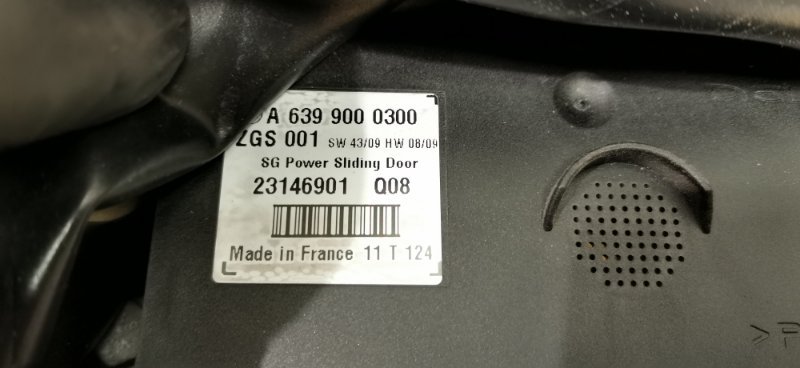 A 639 900 0300
ZGS 001 SW 43/09 HW 08/09
SG Power Sliding Door
23146901 Q08
Made in France 11 T 124